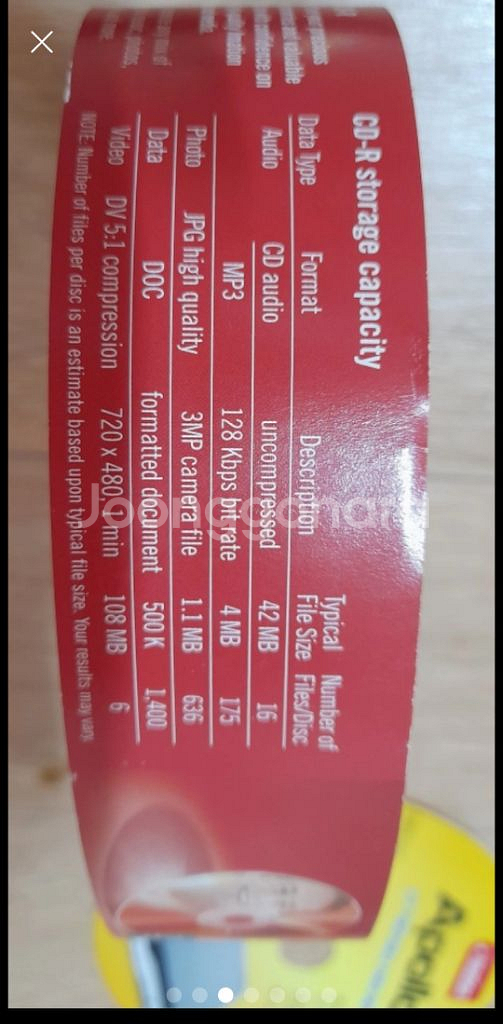 CD-R storage capacity
Data Type Format Description Typical File Size Number of Files/Disc
Audio CD audio uncompressed 42 MB 16
MP3 128 Kbps bit rate 4 MB 175
Photo JPG high quality 3MP camera file 1.1 MB 636
Data DOC formatted document 500 K 1,400
Video DV 5:1 compression 720 x 480, 1 min 108 MB 6
NOTE: Number of files per disc is an estimate based upon typical file size. Your results may vary.
Joonggonara